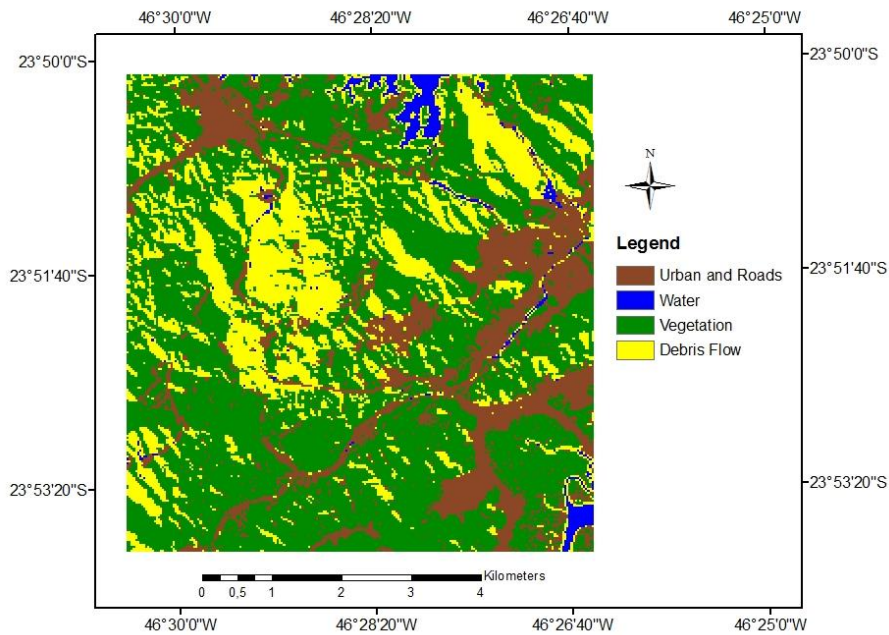 46°30'0"W 46°28'20"W 46°26'40"W 46°25'0"W
23°50'0"S 23°50'0"S
N
23°51'40"S 23°51'40"S
Legend
Urban and Roads
Water
Vegetation
Debris Flow
23°53'20"S 23°53'20"S
Kilometers
0 0,5 1 2 3 4
46°30'0"W 46°28'20"W 46°26'40"W 46°25'0"W